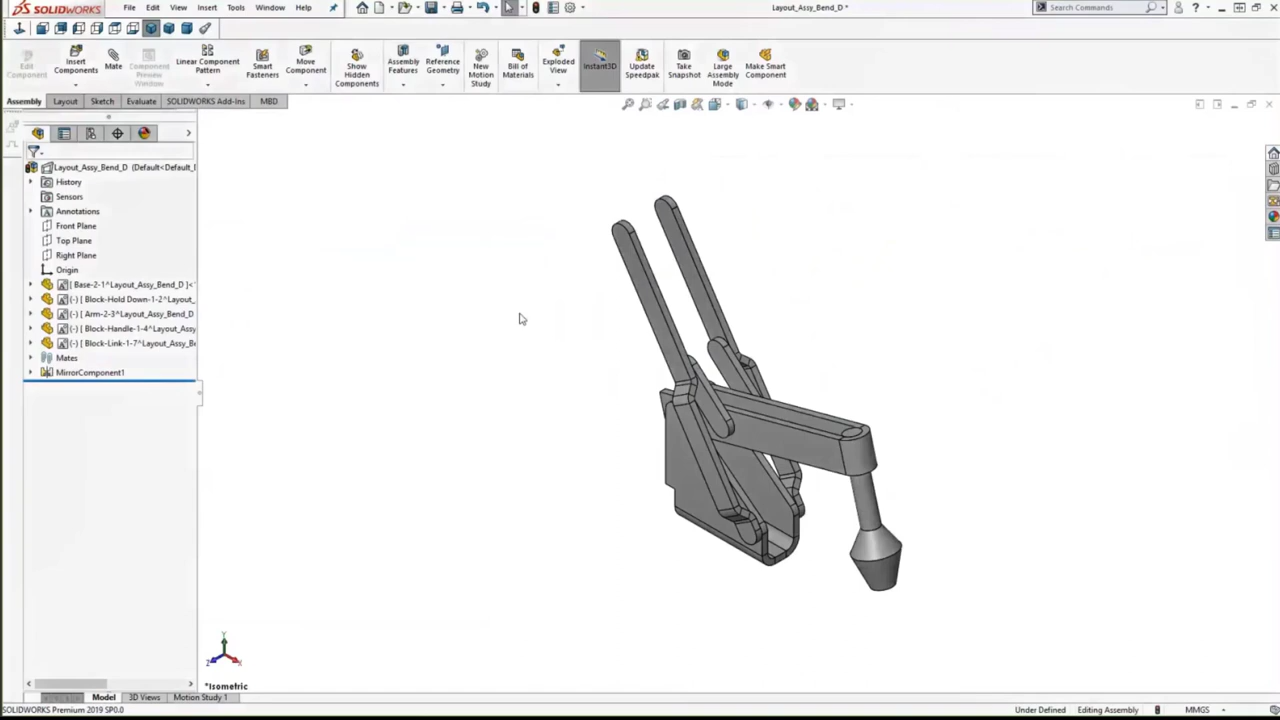 SOLIDWORKS File Edit View Insert Tools Window Help Layout_Assy_Bend_D * Search Commands
Edit Component
Insert Components
Mate
Component Preview Window
Linear Component Pattern
Smart Fasteners
Move Component
Show Hidden Components
Assembly Features
Reference Geometry
New Motion Study
Bill of Materials
Exploded View
Instant3D
Update Speedpak
Take Snapshot
Large Assembly Mode
Make Smart Component
Assembly Layout Sketch Evaluate SOLIDWORKS Add-Ins MBD
Layout_Assy_Bend_D (Default<Default_
History
Sensors
Annotations
Front Plane
Top Plane
Right Plane
Origin
[ Base-2-1^Layout_Assy_Bend_D ]<
(-) [ Block-Hold Down-1-2^Layout_
(-) [ Arm-2-3^Layout_Assy_Bend_D
(-) [ Block-Handle-1-4^Layout_Assy
(-) [ Block-Link-1-7^Layout_Assy_Be
Mates
MirrorComponent1
Y
Z
X
*Isometric
Model 3D Views Motion Study 1
SOLIDWORKS Premium 2019 SP0.0 Under Defined Editing Assembly MMGS